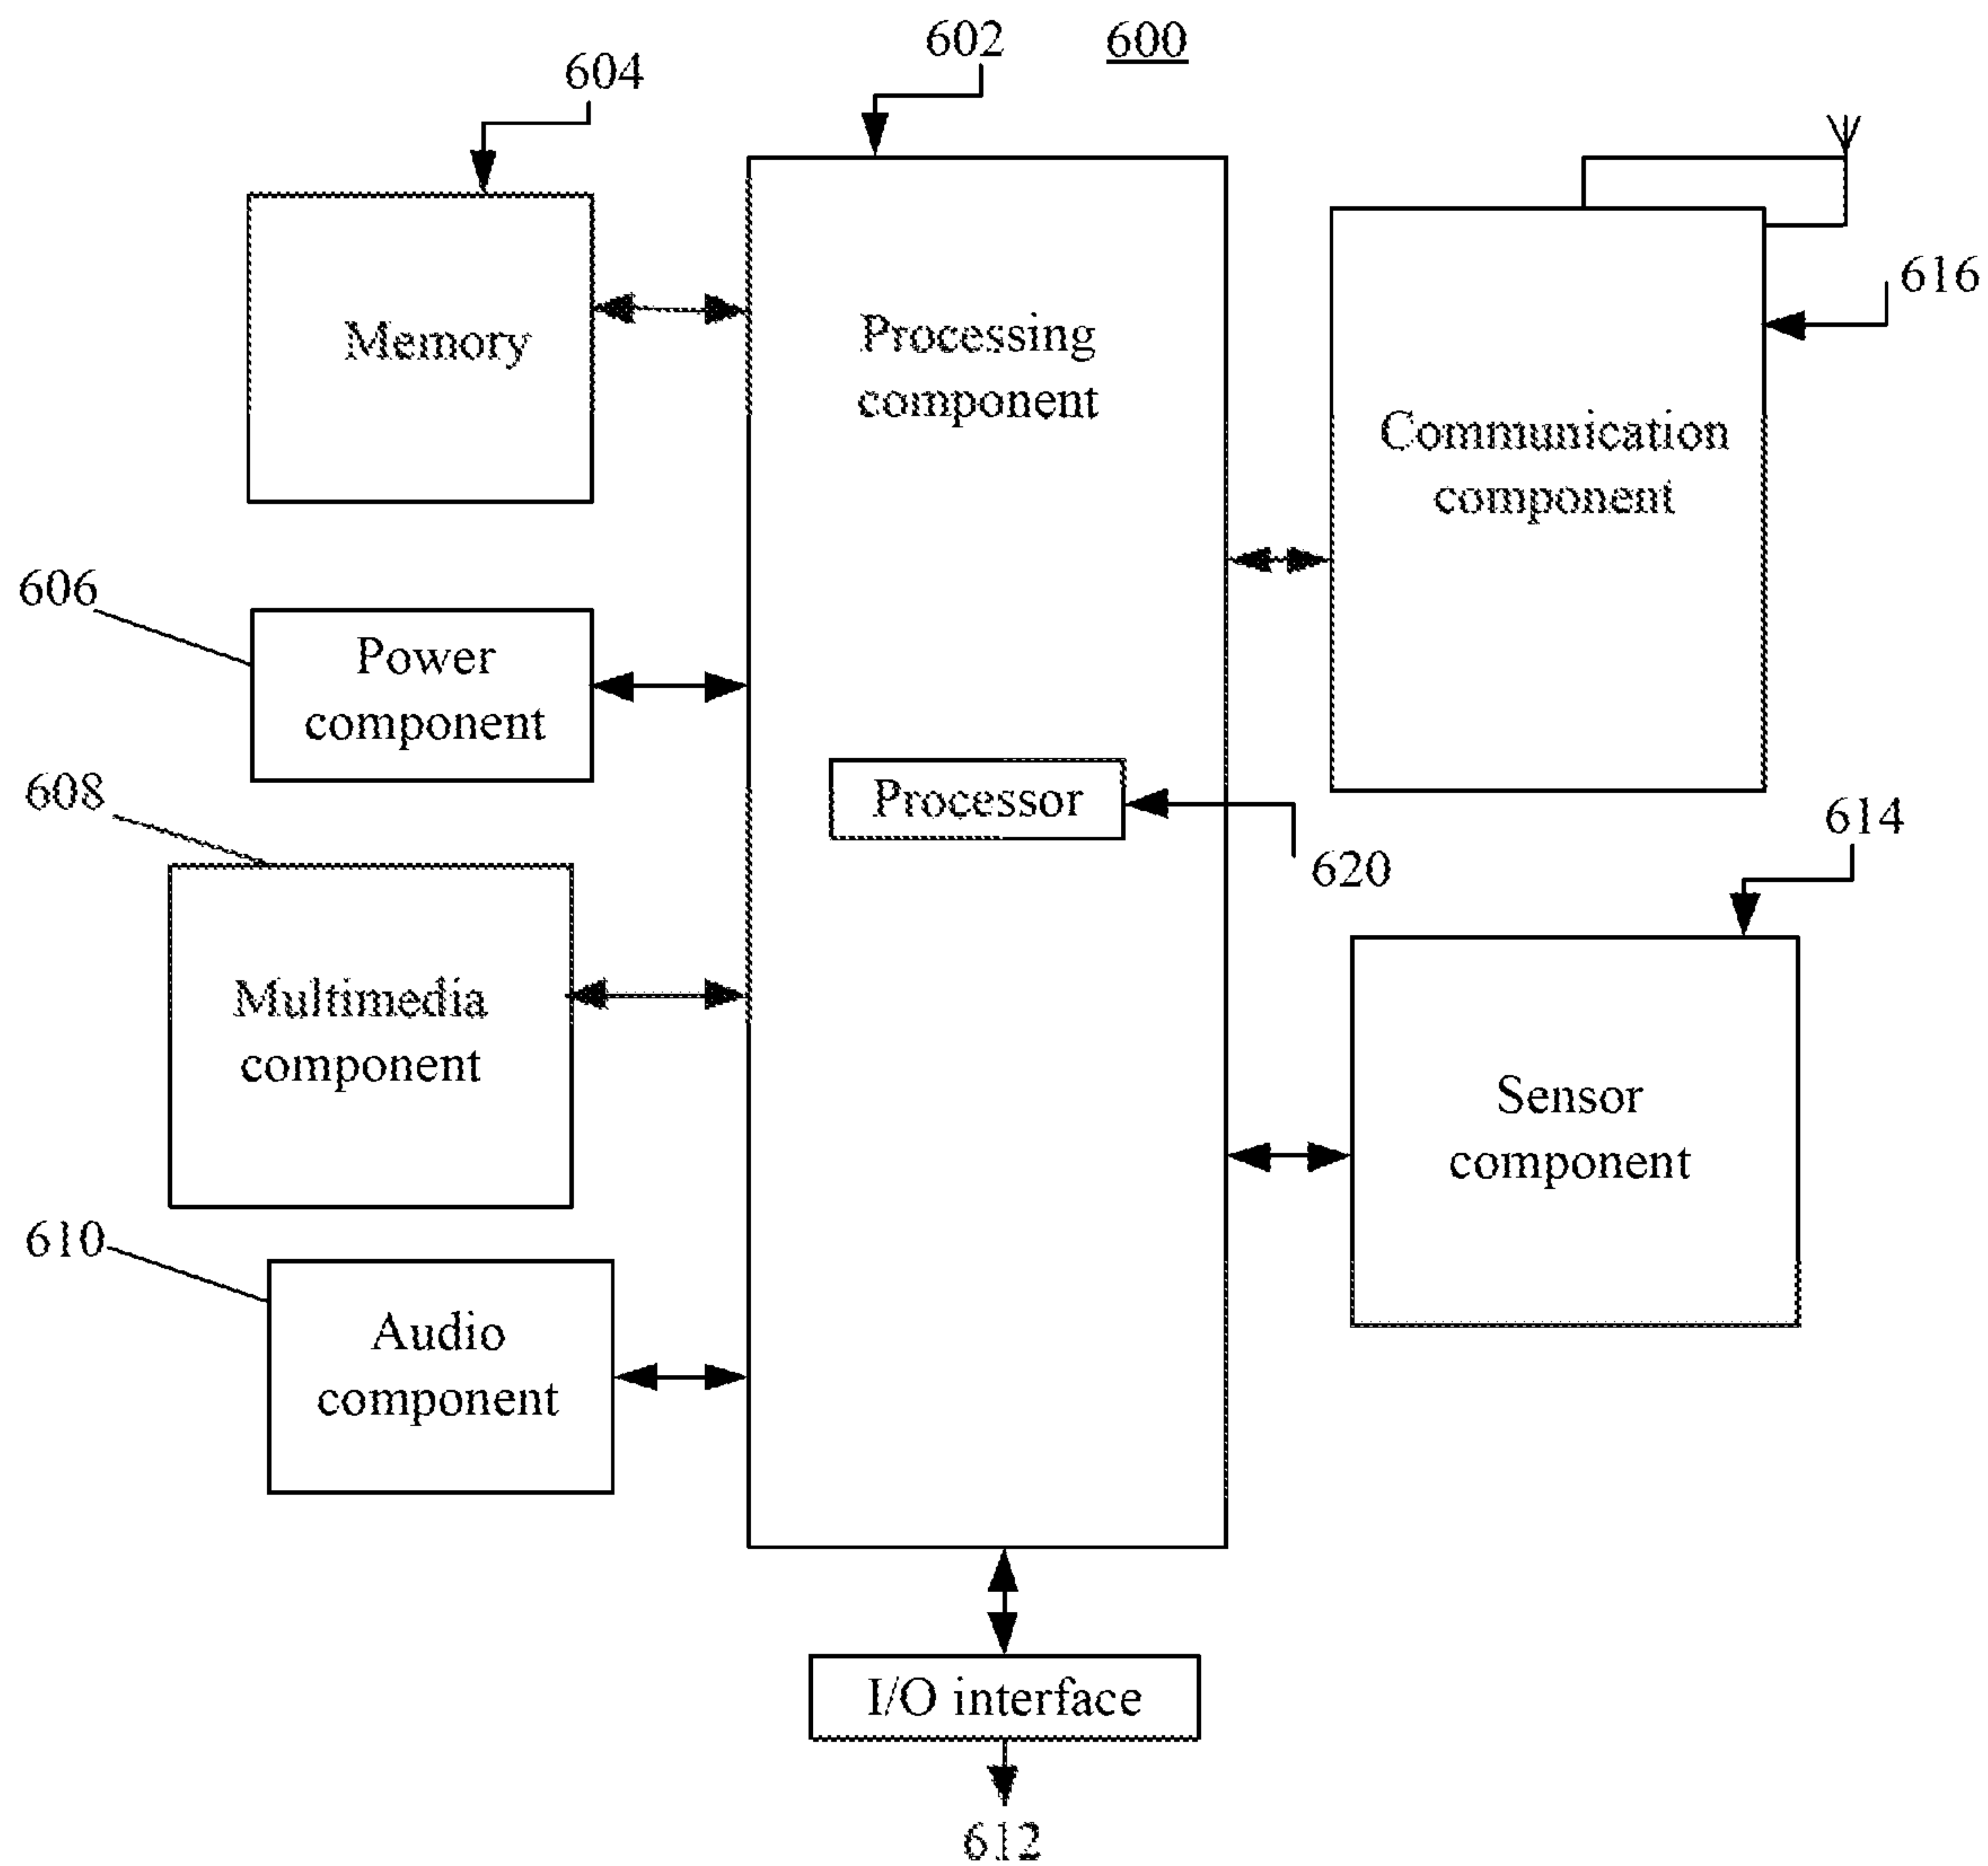 602
600
604
Memory
Processing
component
616
Communication
component
606
Power
component
608
Processor
614
620
Multimedia
component
Sensor
component
610
Audio
component
I/O interface
612